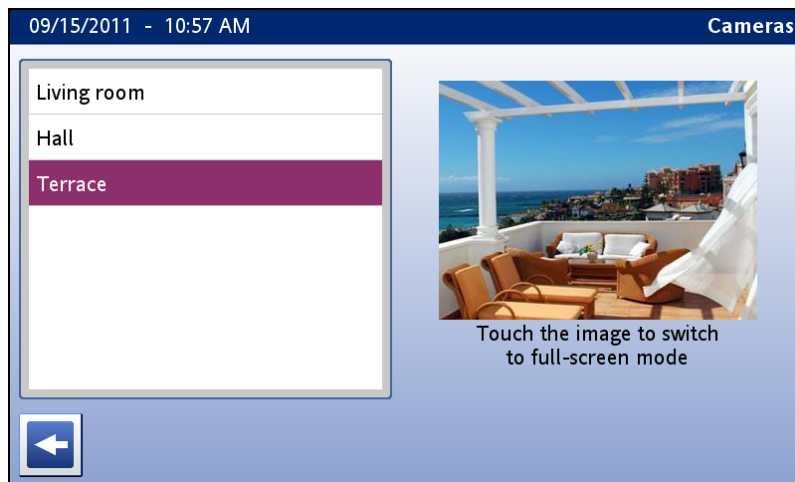 09/15/2011 - 10:57 AM
Cameras
Living room
Hall
Terrace
Touch the image to switch
to full-screen mode